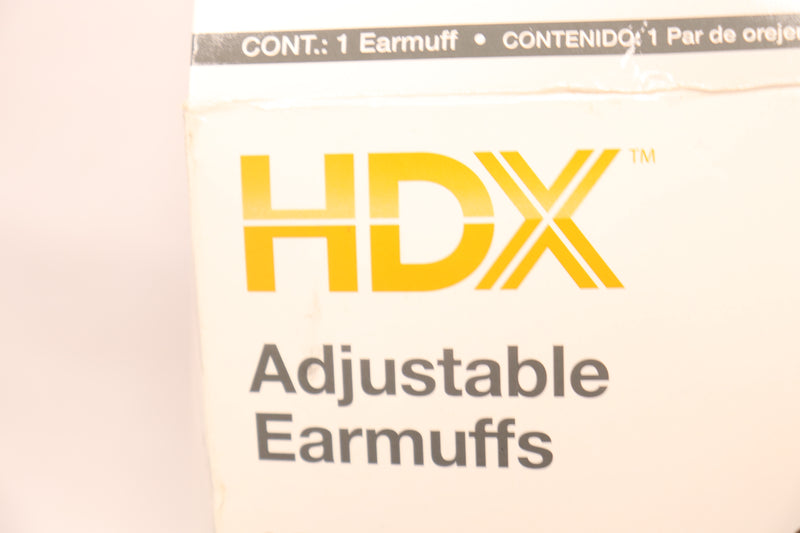 CONT.: 1 Earmuff • CONTENIDO: 1 Par de
HDX™
Adjustable
Earmuffs